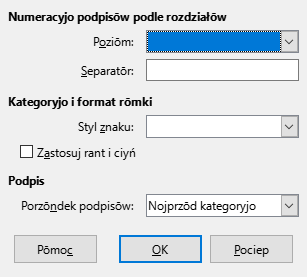 Numeracyjo podpisōw podle rozdziałōw
Poziōm:
Separatōr:
Kategoryjo i format rōmki
Styl znaku:
Zastosuj rant i ciyń
Podpis
Porzōndek podpisōw: Nojprzōd kategoryjo
Pōmoc OK Pociep